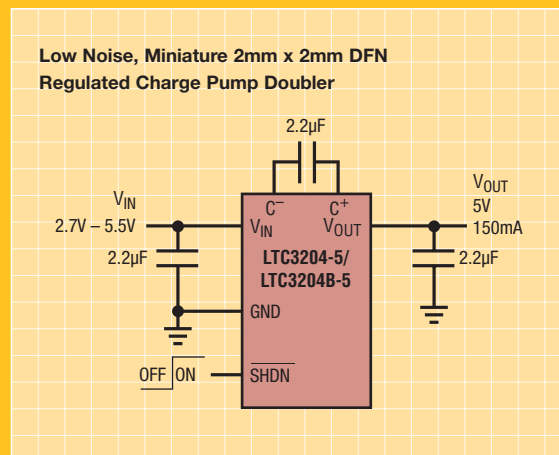 Low Noise, Miniature 2mm x 2mm DFN
Regulated Charge Pump Doubler
2.2µF
VIN
2.7V – 5.5V
2.2µF
C–
C+
VIN
VOUT
LTC3204-5/
LTC3204B-5
GND
SHDN
OFF ON
VOUT
5V
150mA
2.2µF